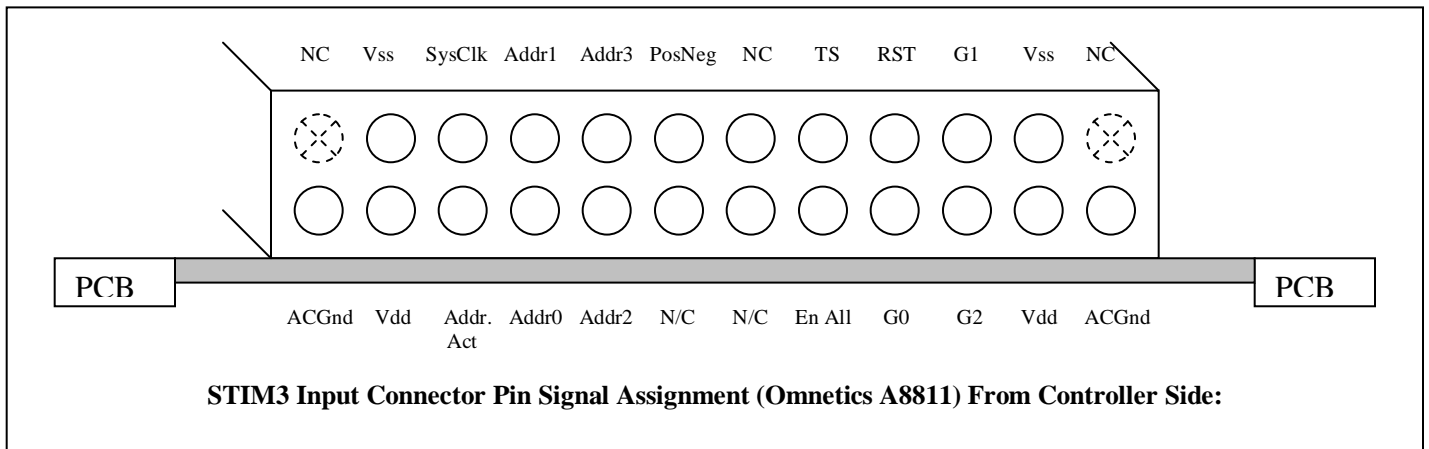 NC Vss SysClk Addr1 Addr3 PosNeg NC TS RST G1 Vss NC
PCB PCB
ACGnd Vdd Addr. Addr0 Addr2 N/C N/C En All G0 G2 Vdd ACGnd
Act
STIM3 Input Connector Pin Signal Assignment (Omnetics A8811) From Controller Side: